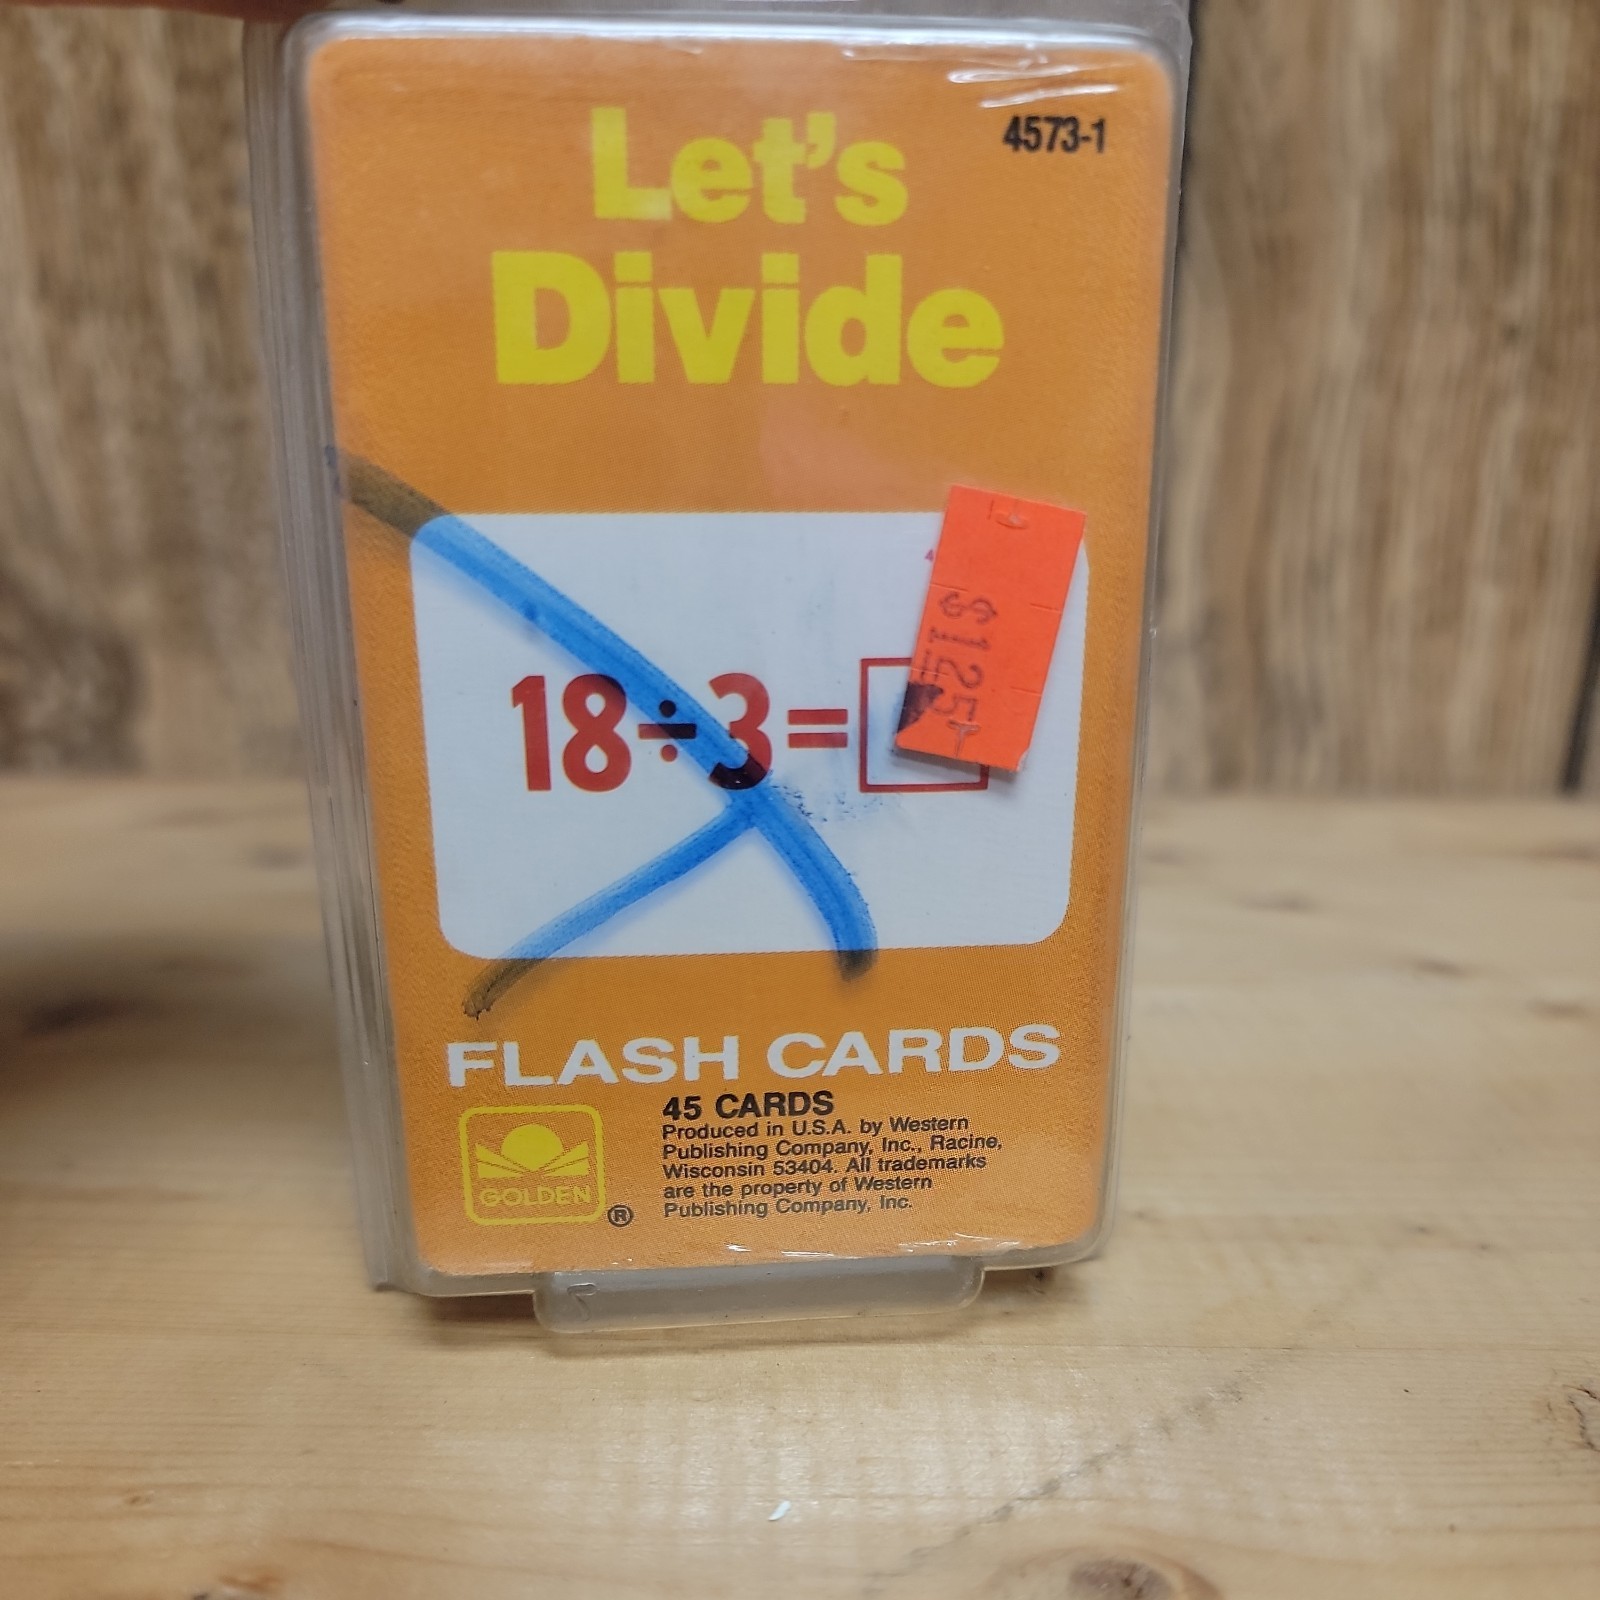 Let's
4573-1
Divide
18÷3=
FLASH CARDS
45 CARDS
Produced in U.S.A. by Western
Publishing Company, Inc., Racine,
Wisconsin 53404. All trademarks
are the property of Western
Publishing Company, Inc.
GOLDEN
®